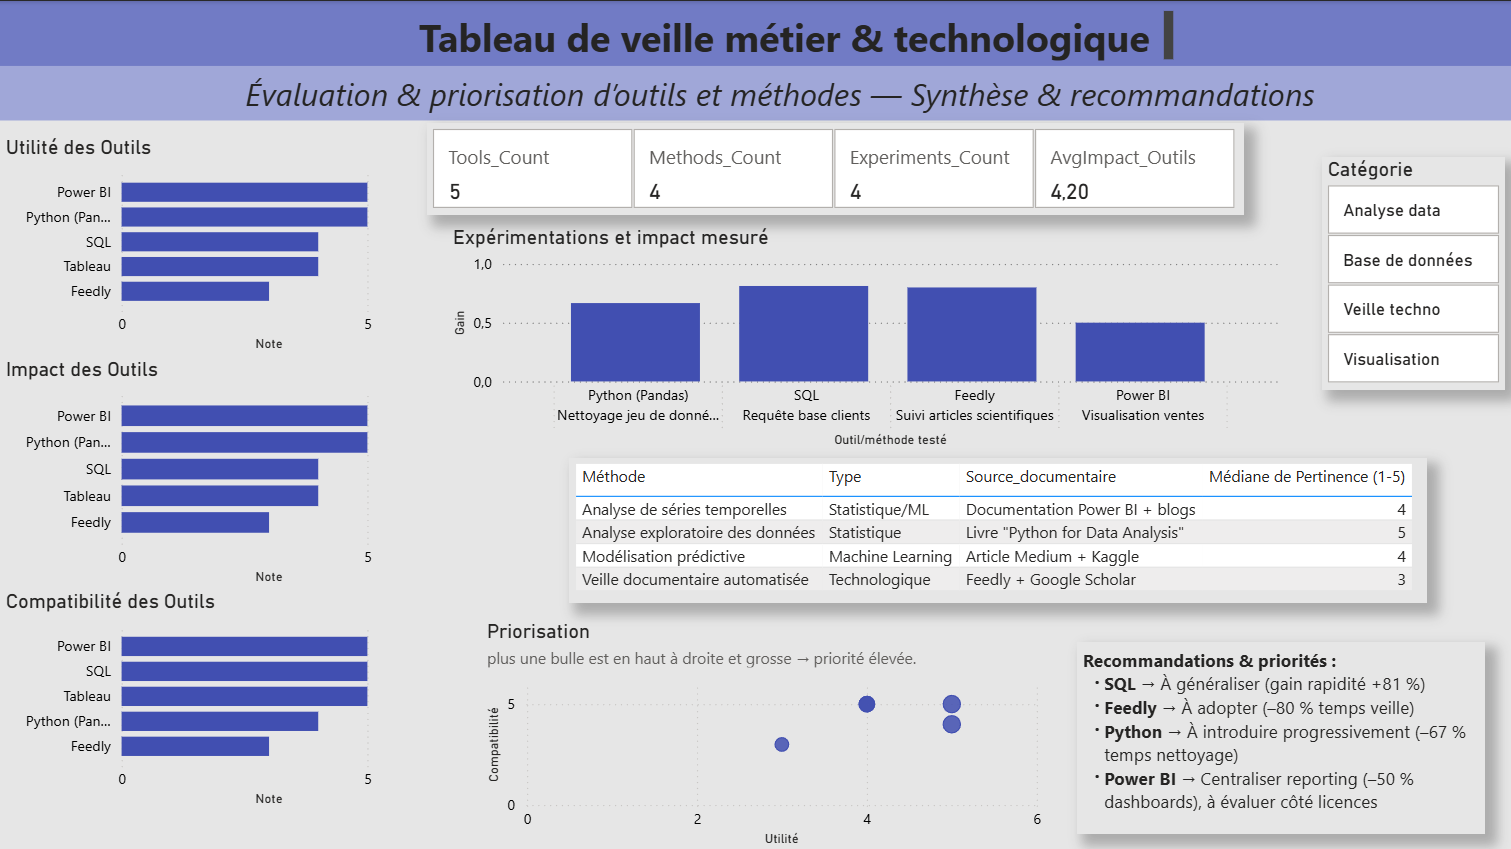 Tableau de veille métier & technologique
Évaluation & priorisation d’outils et méthodes — Synthèse & recommandations
Utilité des Outils
Power BI
Python (Pan...
SQL
Tableau
Feedly
0
5
Note
Impact des Outils
Power BI
Python (Pan...
SQL
Tableau
Feedly
0
5
Note
Compatibilité des Outils
Power BI
SQL
Tableau
Python (Pan...
Feedly
0
5
Note
Tools_Count
5
Methods_Count
4
Experiments_Count
4
AvgImpact_Outils
4,20
Expérimentations et impact mesuré
Gain
1,0
0,5
0,0
Python (Pandas)
Nettoyage jeu de donné...
SQL
Requête base clients
Feedly
Suivi articles scientifiques
Power BI
Visualisation ventes
Outil/méthode testé
Catégorie
Analyse data
Base de données
Veille techno
Visualisation
Méthode Type Source_documentaire Médiane de Pertinence (1-5)
Analyse de séries temporelles Statistique/ML Documentation Power BI + blogs 4
Analyse exploratoire des données Statistique Livre "Python for Data Analysis" 5
Modélisation prédictive Machine Learning Article Medium + Kaggle 4
Veille documentaire automatisée Technologique Feedly + Google Scholar 3
Priorisation
plus une bulle est en haut à droite et grosse → priorité élevée.
Compatibilité
5
0
0 2 4 6
Utilité
Recommandations & priorités :
· SQL → À généraliser (gain rapidité +81 %)
· Feedly → À adopter (–80 % temps veille)
· Python → À introduire progressivement (–67 %
temps nettoyage)
· Power BI → Centraliser reporting (–50 %
dashboards), à évaluer côté licences